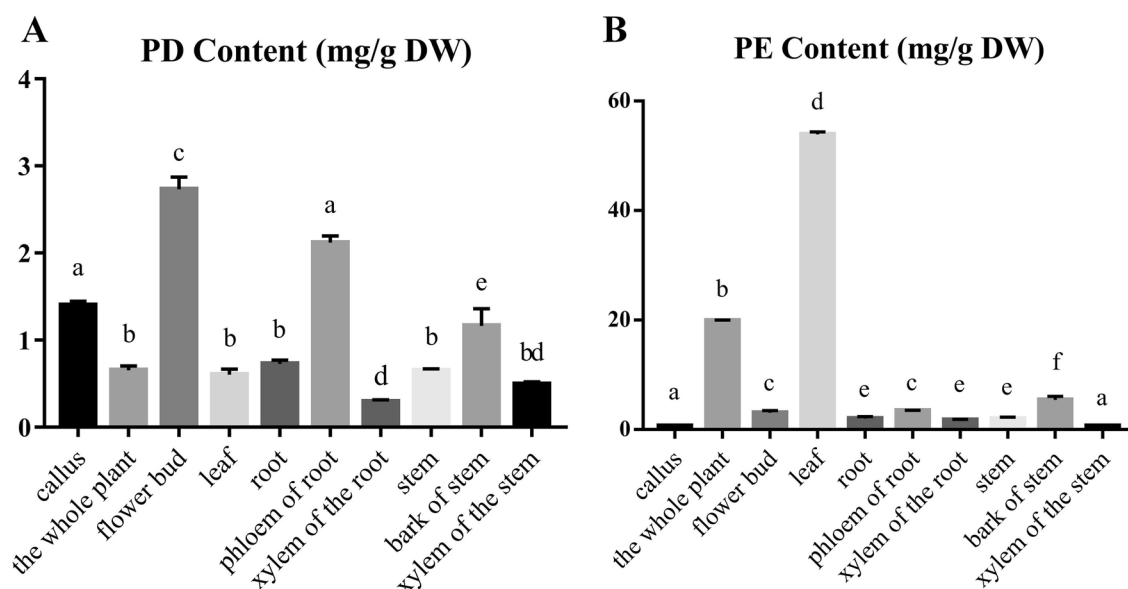 A
PD Content (mg/g DW)
4
3
2
1
0
a
b
c
b
b
a
d
b
e
bd
callus
the whole plant
flower bud
leaf
root
phloem of root
xylem of the root
stem
bark of stem
xylem of the stem
B
PE Content (mg/g DW)
60
40
20
0
a
b
c
d
e
c
e
e
f
a
callus
the whole plant
flower bud
leaf
root
phloem of root
xylem of the root
stem
bark of stem
xylem of the stem